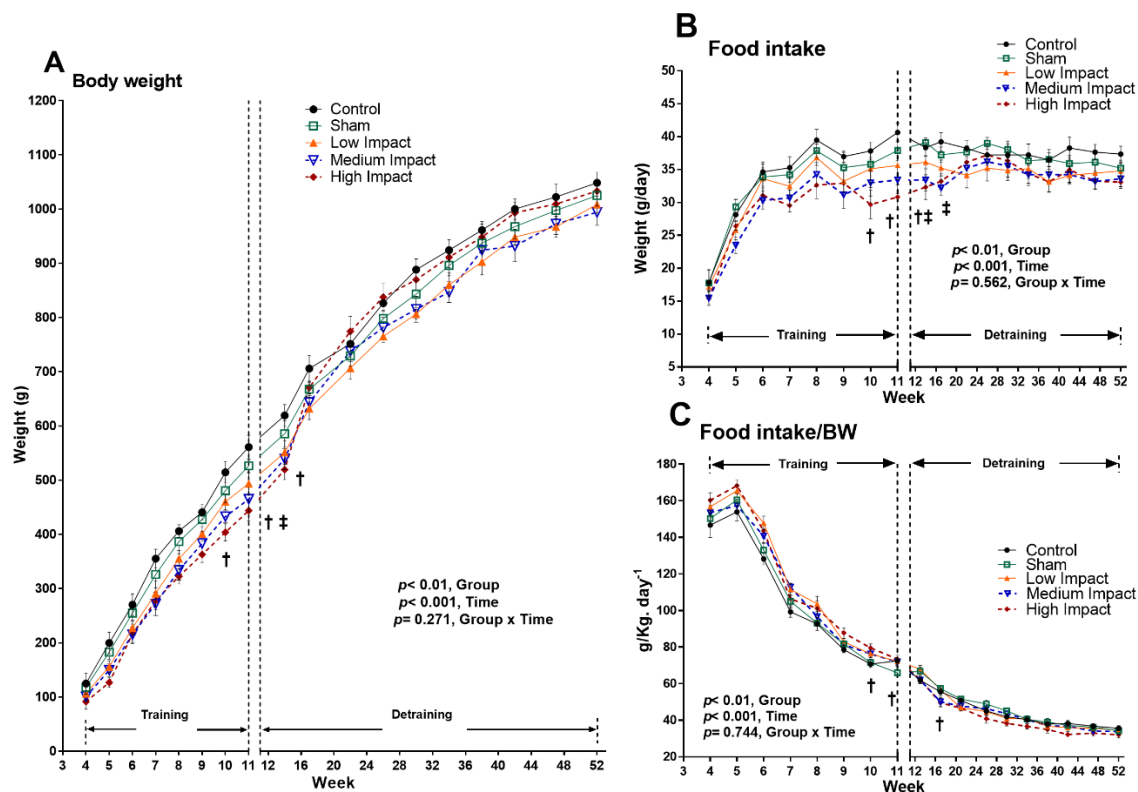 A
Body weight
1200
1100
1000
900
800
700
600
500
400
300
200
100
0
Weight (g)
Control
Sham
Low Impact
Medium Impact
High Impact
†
† ‡
†
p< 0.01, Group
p< 0.001, Time
p= 0.271, Group x Time
Training
Detraining
3 4 5 6 7 8 9 10 11 12 16 20 24 28 32 36 40 44 48 52
Week
B
Food intake
50
45
40
35
30
25
20
15
10
5
Weight (g/day)
Control
Sham
Low Impact
Medium Impact
High Impact
† † †‡ ‡
p< 0.01, Group
p< 0.001, Time
p= 0.562, Group x Time
Training
Detraining
3 4 5 6 7 8 9 10 11 12 16 20 24 28 32 36 40 44 48 52
Week
C
Food intake/BW
Training
Detraining
180
160
140
120
100
80
60
40
20
g/Kg. day-1
Control
Sham
Low Impact
Medium Impact
High Impact
† † †
p< 0.01, Group
p< 0.001, Time
p= 0.744, Group x Time
3 4 5 6 7 8 9 10 11 12 16 20 24 28 32 36 40 44 48 52
Week